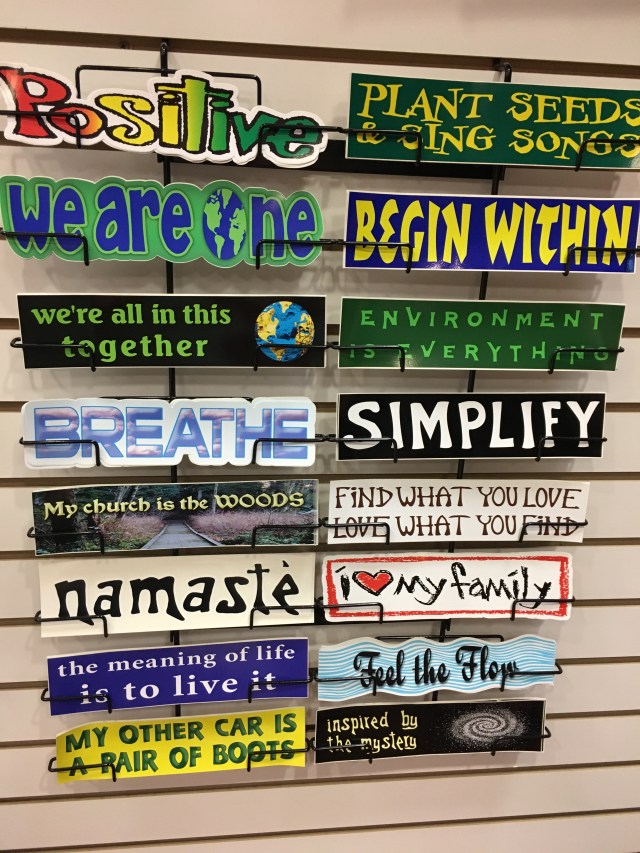 Positive
PLANT SEEDS
& SING SONGS
We are One
BEGIN WITHIN
we're all in this
together
ENVIRONMENT
IS EVERYTHING
BREATHE
SIMPLIFY
My church is the WOODS
FIND WHAT YOU LOVE
LOVE WHAT YOU FIND
namastè
i ❤ my family
the meaning of life
is to live it
Feel the Flow
MY OTHER CAR IS
A PAIR OF BOOTS
inspired by
the mystery